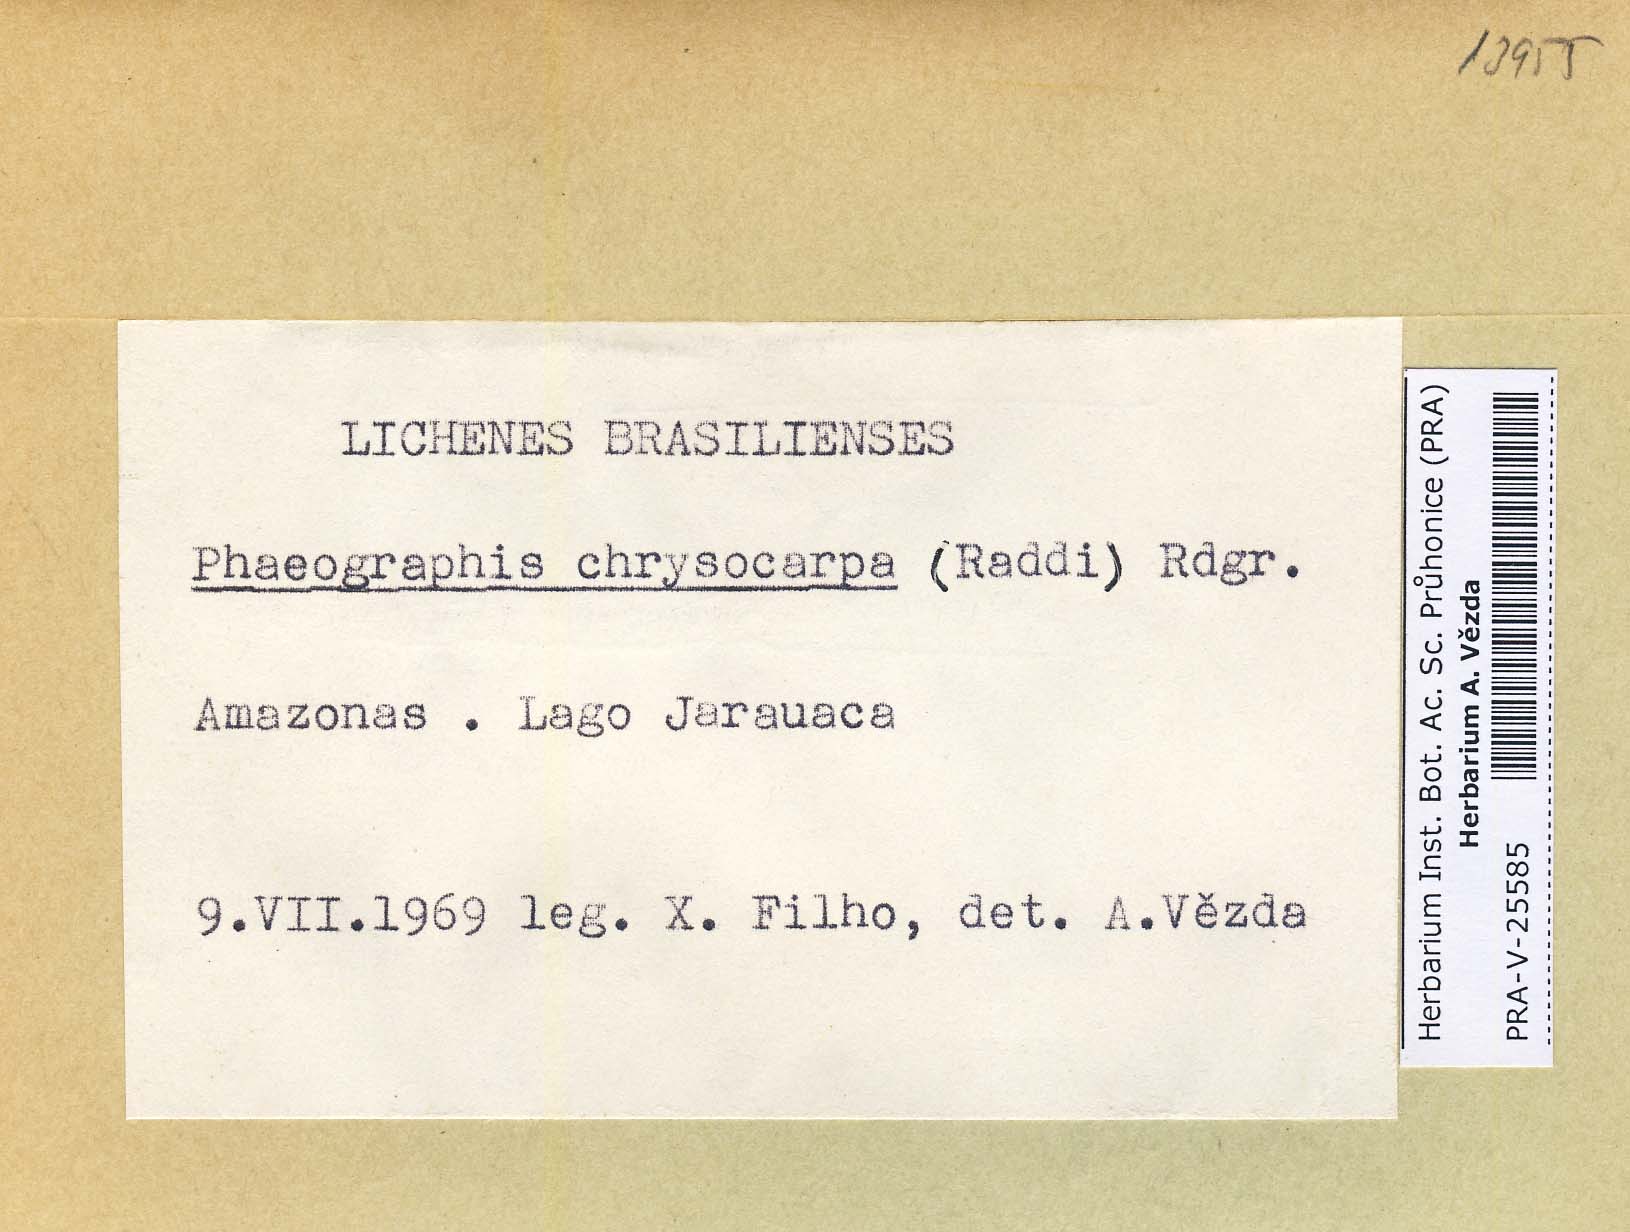 13955
LICHENES BRASILIENSES
Phaeographis chrysocarpa (Raddi) Rdgr.
Amazonas . Lago Jarauaca
9.VII.1969 leg. X. Filho, det. A.Vězda
Herbarium Inst. Bot. Ac. Sc. Průhonice (PRA)
Herbarium A. Vězda
PRA-V-25585